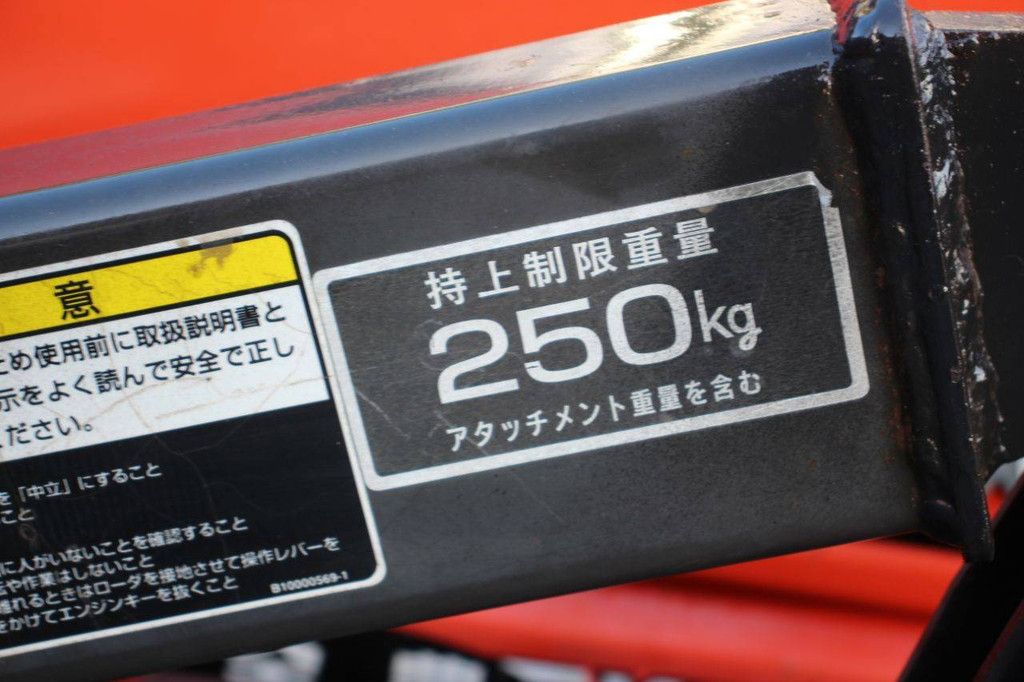 意
め使用前に取扱説明書と
示をよく読んで安全で正し
ださい。
を「中立」にすること
こと
に人がいないことを確認すること
や作業はしないこと
離れるときはローダを接地させて操作レバーを
をかけてエンジンキーを抜くこと
B10000569-1
持上制限重量
250kg
アタッチメント重量を含む